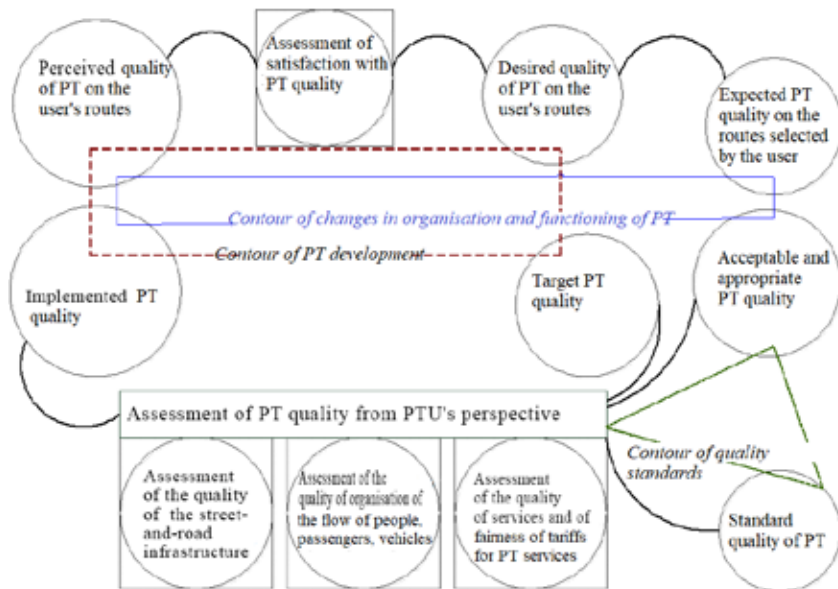 Perceived quality
of PT on the
user's routes
Assessment of
satisfaction with
PT quality
Desired quality
of PT on the
user's routes
Expected PT
quality on the
routes selected
by the user
Contour of changes in organisation and functioning of PT
Contour of PT development
Implemented PT
quality
Target PT
quality
Acceptable and
appropriate
PT quality
Assessment of PT quality from PTU's perspective
Contour of quality
standards
Assessment
of the quality
of the street-
and-road
infrastructure
Assessment of the
quality of organisation of
the flow of people,
passengers, vehicles
Assessment
of the quality
of services and of
fairness of tariffs
for PT services
Standard
quality of PT